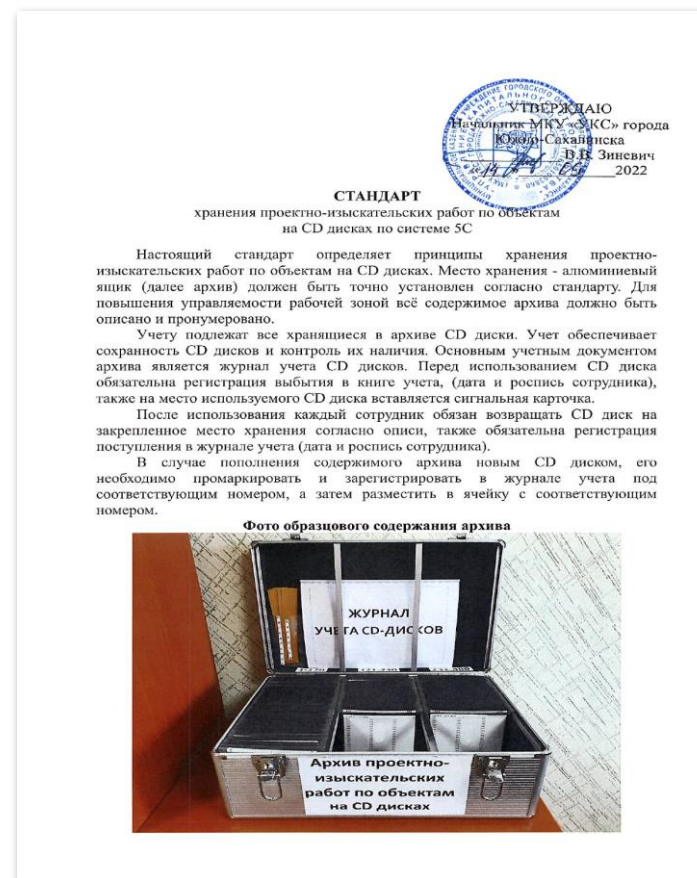 УТВЕРЖДАЮ
Начальник МКУ «УКС» города
Южно-Сахалинска
В.В. Зиневич
2022
СТАНДАРТ
хранения проектно-изыскательских работ по объектам
на CD дисках по системе 5С
Настоящий стандарт определяет принципы хранения проектно-
изыскательских работ по объектам на CD дисках. Место хранения - алюминиевый
ящик (далее архив) должен быть точно установлен согласно стандарту. Для
повышения управляемости рабочей зоной всё содержимое архива должно быть
описано и пронумеровано.
Учету подлежат все хранящиеся в архиве CD диски. Учет обеспечивает
сохранность CD дисков и контроль их наличия. Основным учетным документом
архива является журнал учета CD дисков. Перед использованием CD диска
обязательна регистрация выбытия в книге учета, (дата и роспись сотрудника),
также на место используемого CD диска вставляется сигнальная карточка.
После использования каждый сотрудник обязан возвращать CD диск на
закрепленное место хранения согласно описи, также обязательна регистрация
поступления в журнале учета (дата и роспись сотрудника).
В случае пополнения содержимого архива новым CD диском, его
необходимо промаркировать и зарегистрировать в журнале учета под
соответствующим номером, а затем разместить в ячейку с соответствующим
номером.
Фото образцового содержания архива
ЖУРНАЛ
УЧЕТА CD-ДИСКОВ
Архив проектно-
изыскательских
работ по объектам
на CD дисках